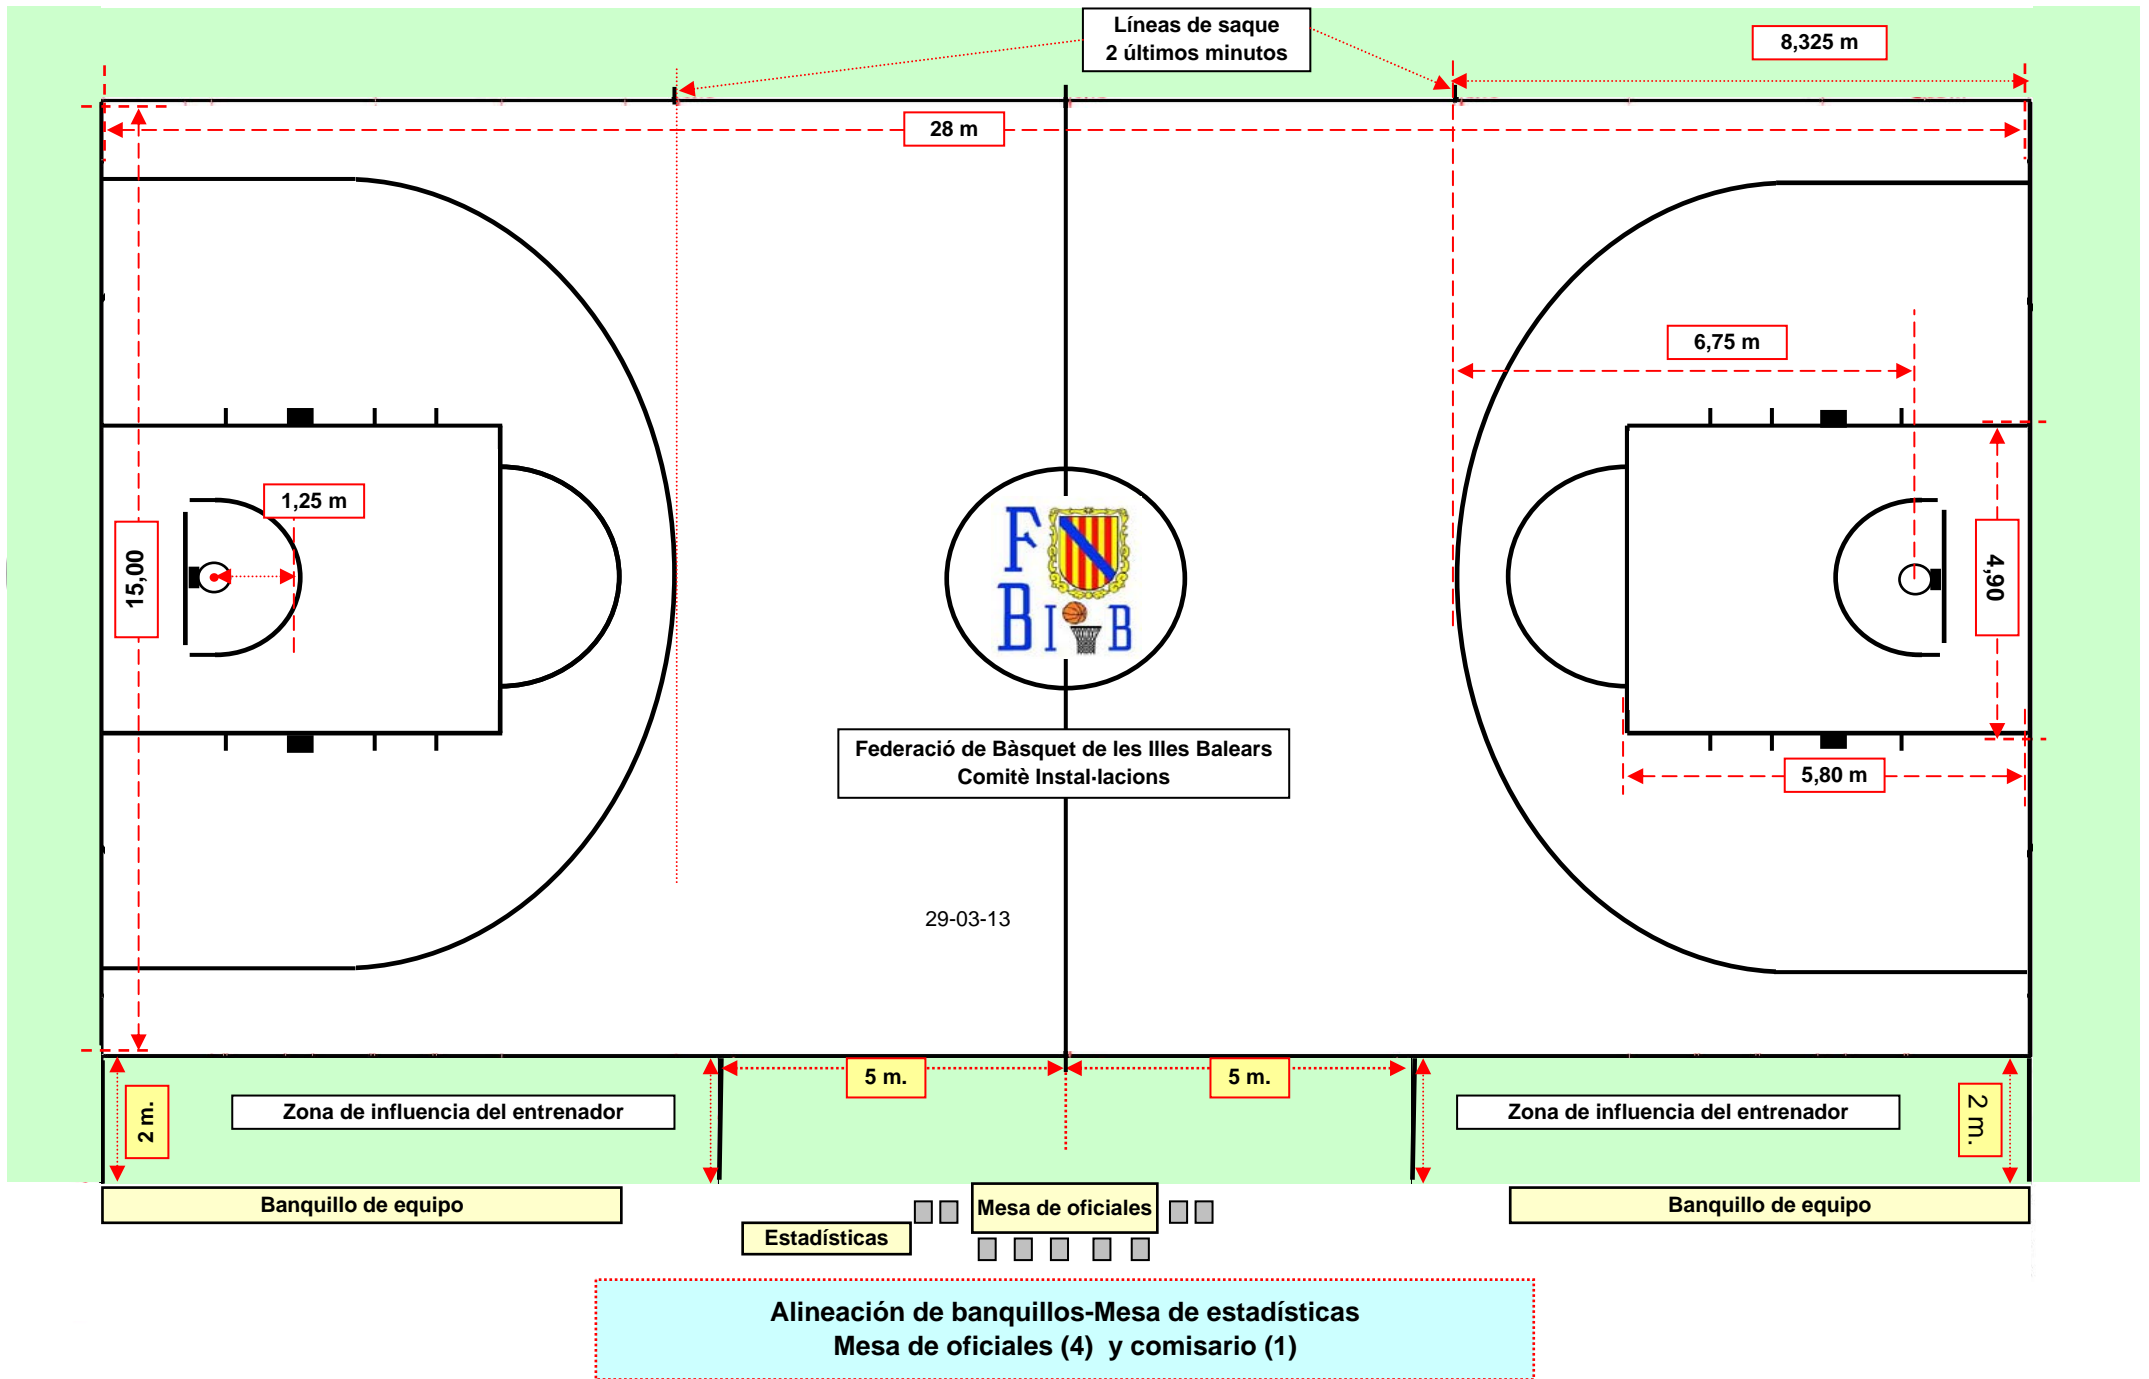 Líneas de saque
2 últimos minutos
8,325 m
28 m
6,75 m
1,25 m
15,00
4,90
F
B I B
Federació de Bàsquet de les Illes Balears
Comitè Instal·lacions
5,80 m
29-03-13
5 m.
5 m.
2 m.
Zona de influencia del entrenador
Zona de influencia del entrenador
2 m.
Banquillo de equipo
Mesa de oficiales
Banquillo de equipo
Estadísticas
Alineación de banquillos-Mesa de estadísticas
Mesa de oficiales (4) y comisario (1)